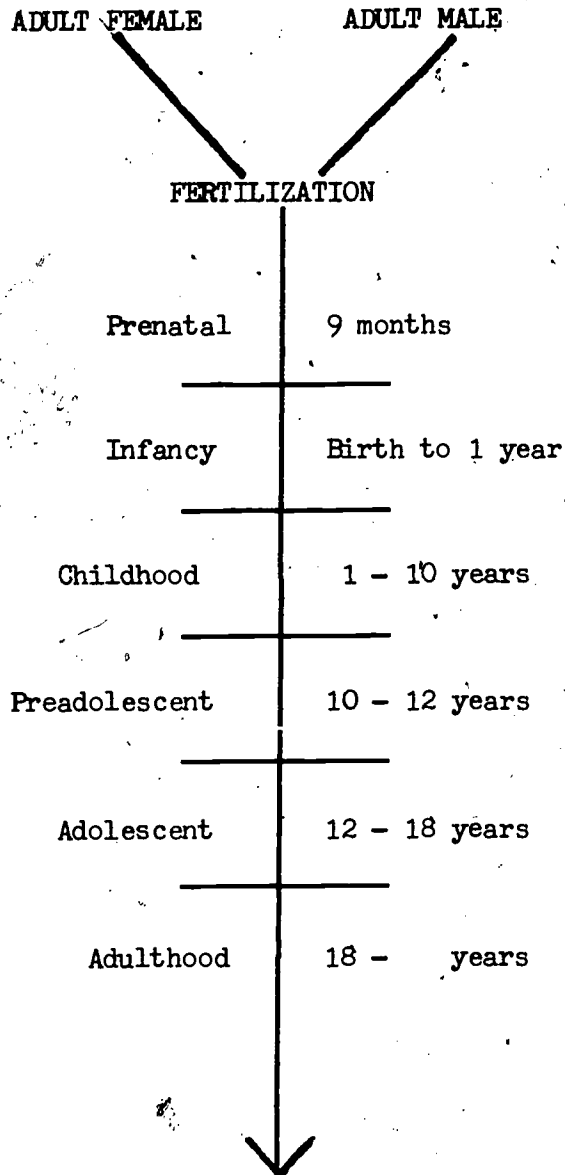 ADULT FEMALE ADULT MALE
FERTILIZATION
Prenatal 9 months
Infancy Birth to 1 year
Childhood 1 - 10 years
Preadolescent 10 - 12 years
Adolescent 12 - 18 years
Adulthood 18 - years